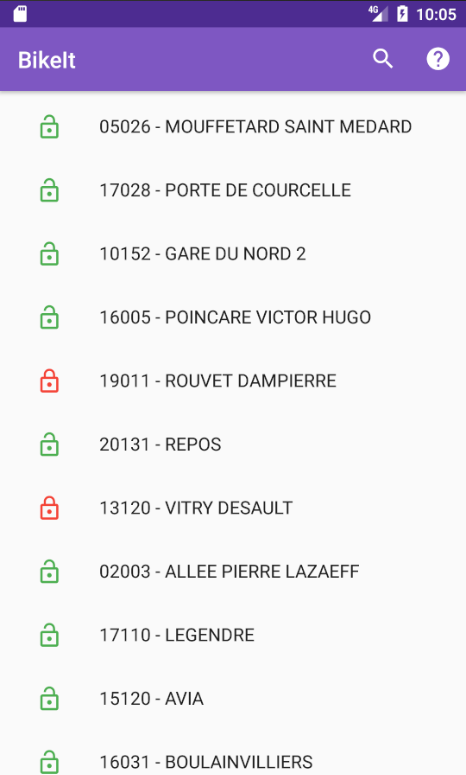 4G 10:05
BikeIt
05026 - MOUFFETARD SAINT MEDARD
17028 - PORTE DE COURCELLE
10152 - GARE DU NORD 2
16005 - POINCARE VICTOR HUGO
19011 - ROUVET DAMPIERRE
20131 - REPOS
13120 - VITRY DESAULT
02003 - ALLEE PIERRE LAZAEFF
17110 - LEGENDRE
15120 - AVIA
16031 - BOULAINVILLIERS